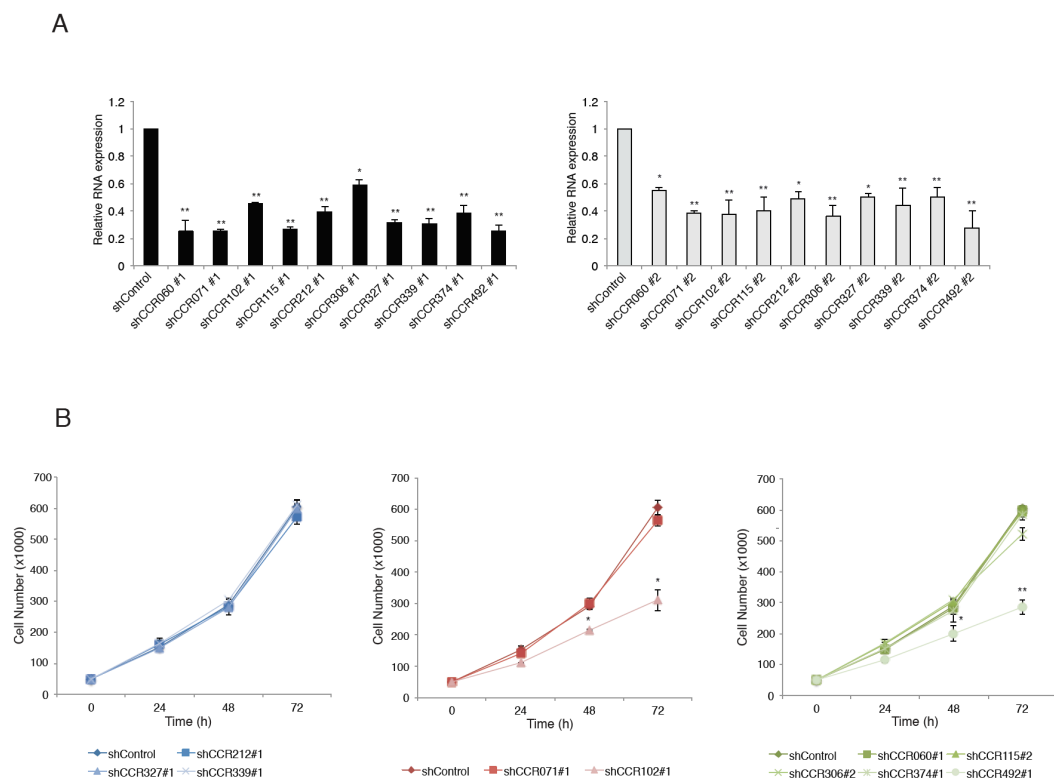 A
Relative RNA expression
1.2
1
0.8
0.6
0.4
0.2
0
** ** ** ** ** * ** ** ** **
shControl
shCCR060 #1
shCCR071 #1
shCCR102 #1
shCCR115 #1
shCCR212 #1
shCCR306 #1
shCCR327 #1
shCCR339 #1
shCCR374 #1
shCCR492 #1
Relative RNA expression
1.2
1
0.8
0.6
0.4
0.2
0
* ** ** ** * ** * ** ** **
shControl
shCCR060 #2
shCCR071 #2
shCCR102 #2
shCCR115 #2
shCCR212 #2
shCCR306 #2
shCCR327 #2
shCCR339 #2
shCCR374 #2
shCCR492 #2
B
Cell Number (x1000)
700
600
500
400
300
200
100
0
0 24 48 72
Time (h)
shControl shCCR212#1
shCCR327#1 shCCR339#1
Cell Number (x1000)
700
600
500
400
300
200
100
0
* *
0 24 48 72
Time (h)
shControl shCCR071#1 shCCR102#1
Cell Number (x1000)
700
600
500
400
300
200
100
0
* **
0 24 48 72
Time (h)
shControl shCCR060#1 shCCR115#2
shCCR306#2 shCCR374#1 shCCR492#1